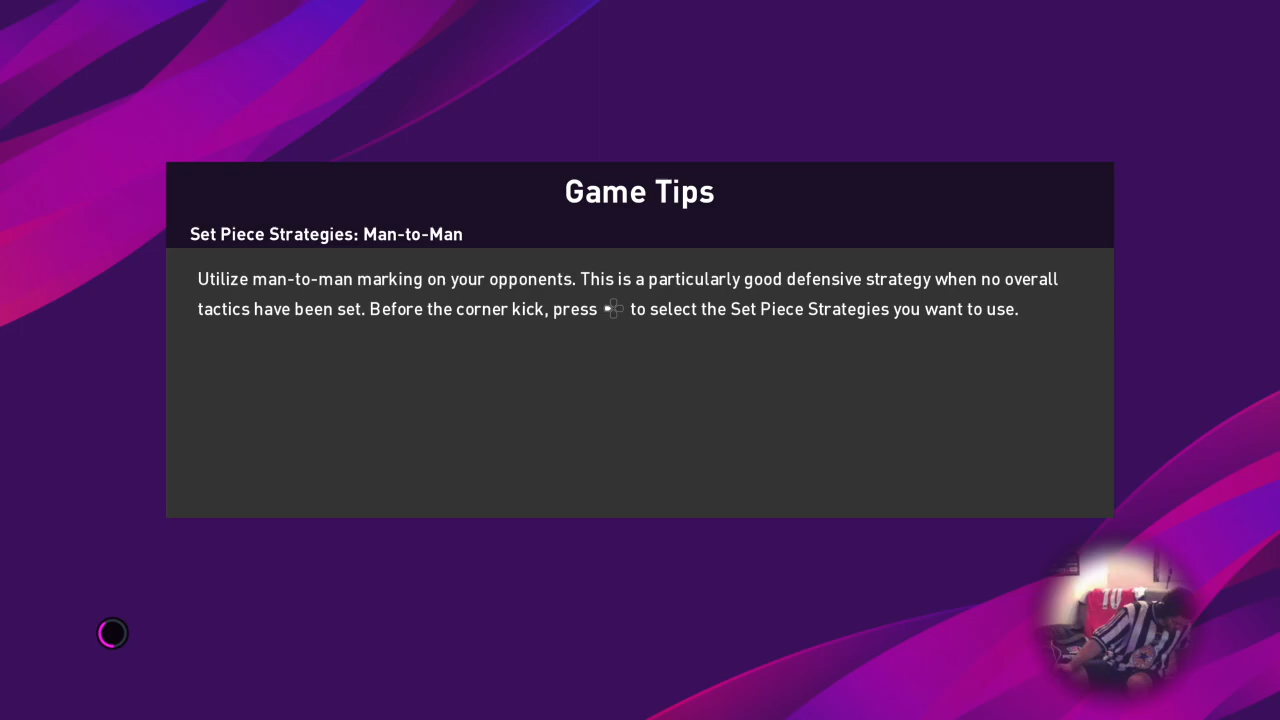 Game Tips
Set Piece Strategies: Man-to-Man
Utilize man-to-man marking on your opponents. This is a particularly good defensive strategy when no overall
tactics have been set. Before the corner kick, press to select the Set Piece Strategies you want to use.
10